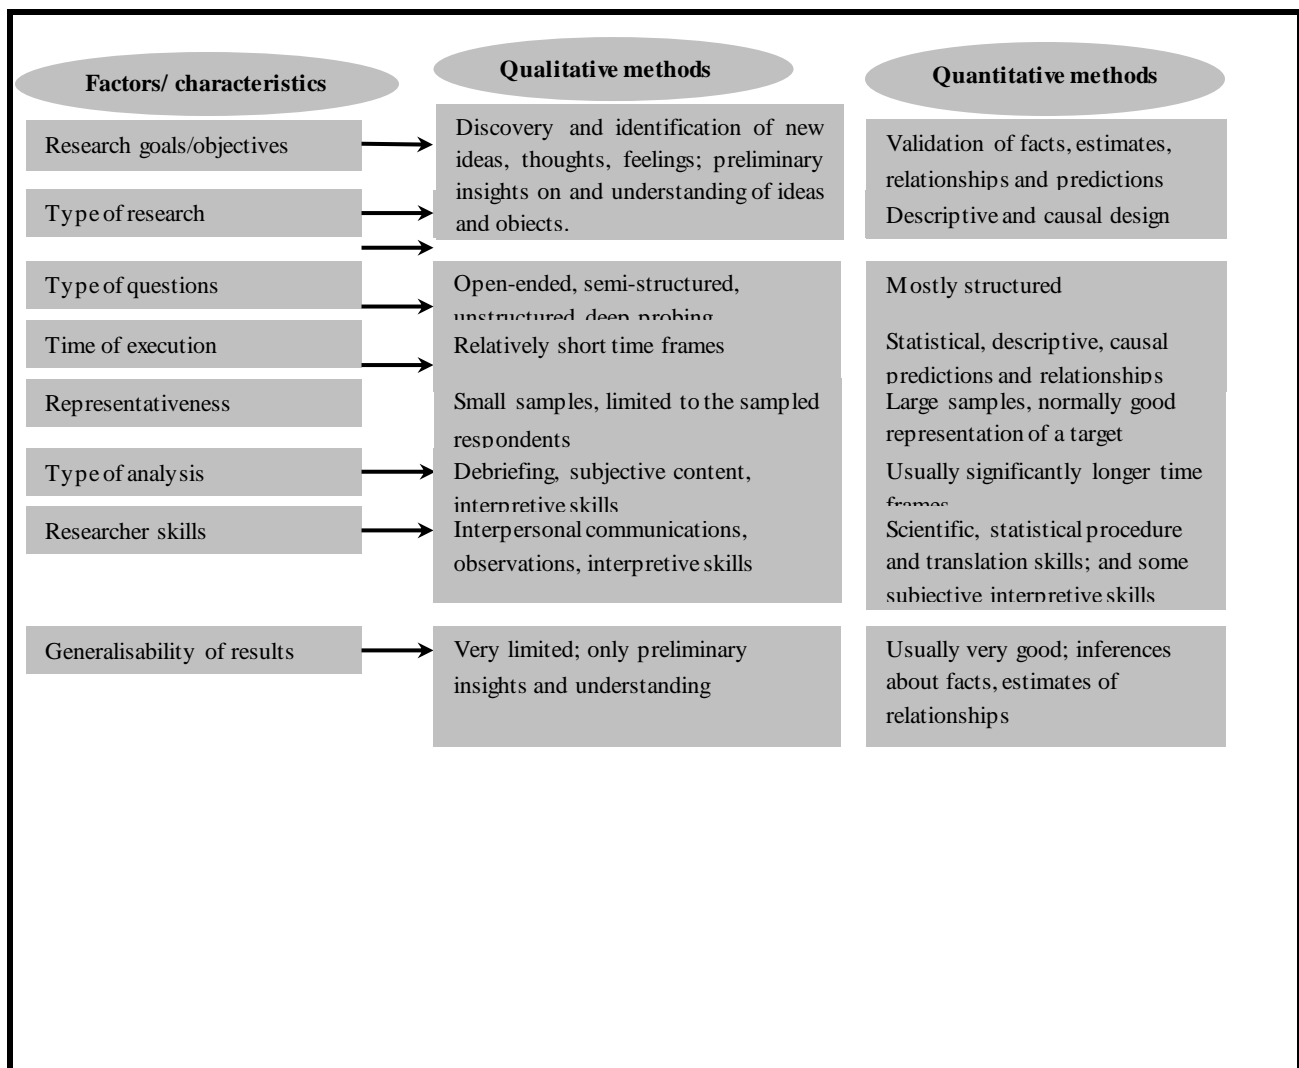 Factors/ characteristics
Qualitative methods
Quantitative methods
Research goals/objectives
Discovery and identification of new
ideas, thoughts, feelings; preliminary
insights on and understanding of ideas
and objects.
Validation of facts, estimates,
relationships and predictions
Type of research
Descriptive and causal design
Type of questions
Open-ended, semi-structured,
unstructured deep probing
Mostly structured
Time of execution
Relatively short time frames
Statistical, descriptive, causal
predictions and relationships
Representativeness
Small samples, limited to the sampled
respondents
Large samples, normally good
representation of a target
Type of analysis
Debriefing, subjective content,
interpretive skills
Usually significantly longer time
frames
Researcher skills
Interpersonal communications,
observations, interpretive skills
Scientific, statistical procedure
and translation skills; and some
subjective interpretive skills
Generalisability of results
Very limited; only preliminary
insights and understanding
Usually very good; inferences
about facts, estimates of
relationships